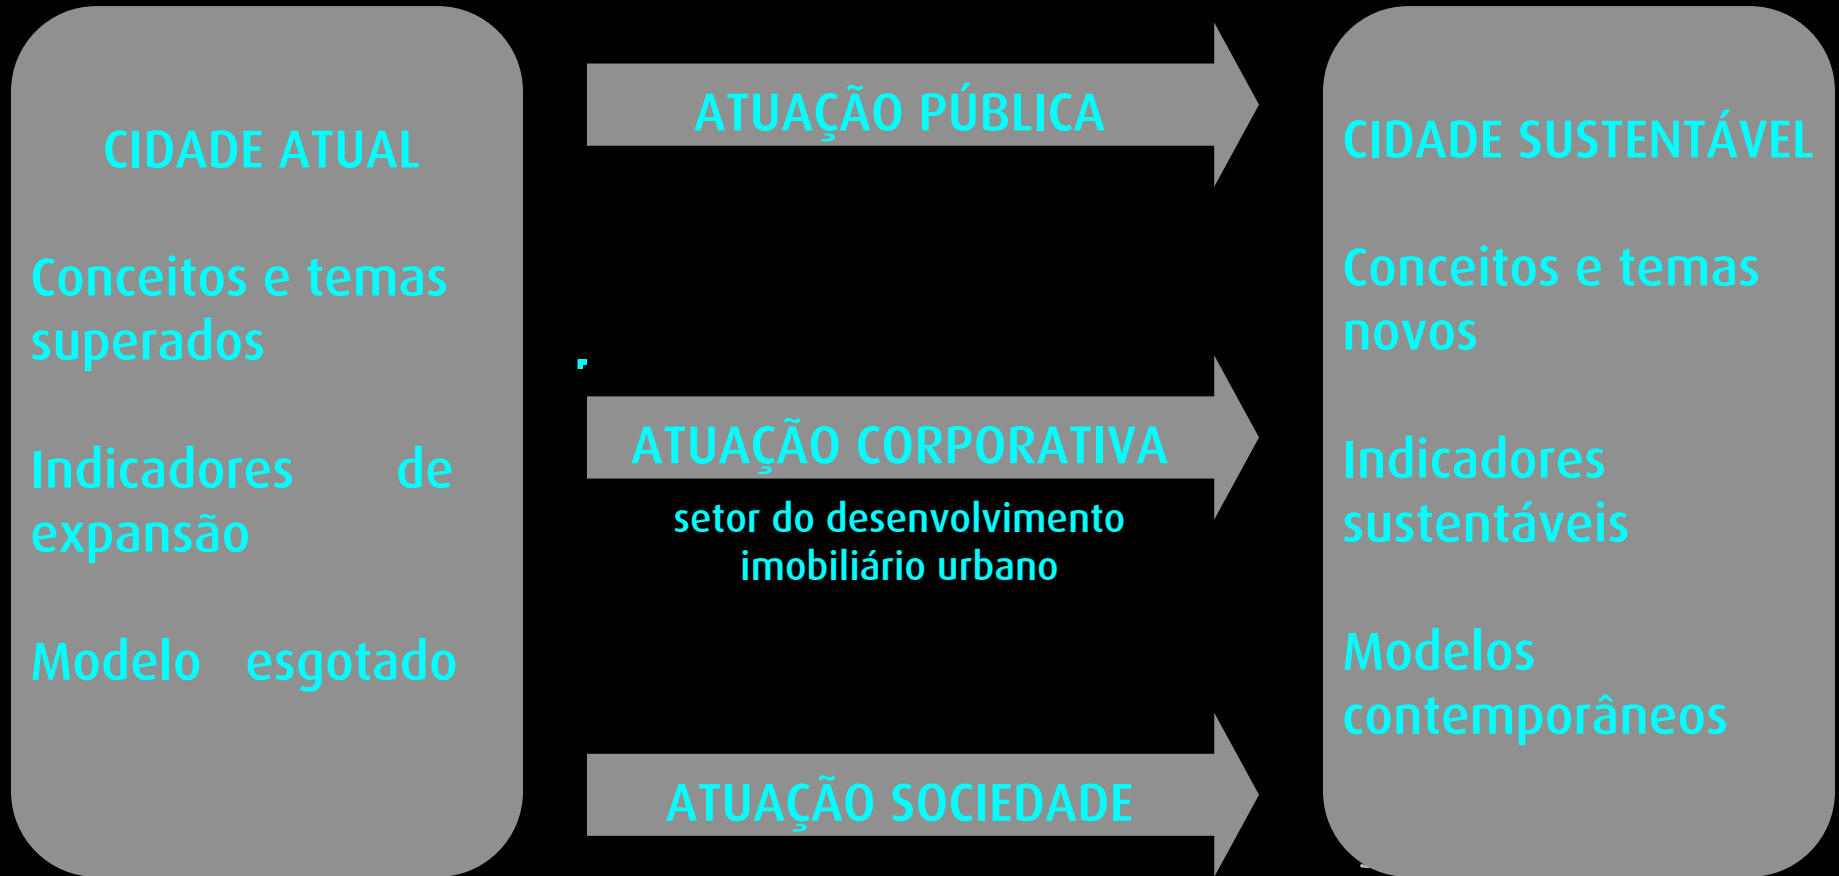 CIDADE ATUAL
Conceitos e temas
superados
Indicadores de
expansão
Modelo esgotado
ATUAÇÃO PÚBLICA
ATUAÇÃO CORPORATIVA
setor do desenvolvimento
imobiliário urbano
ATUAÇÃO SOCIEDADE
CIDADE SUSTENTÁVEL
Conceitos e temas
novos
Indicadores
sustentáveis
Modelos
contemporâneos